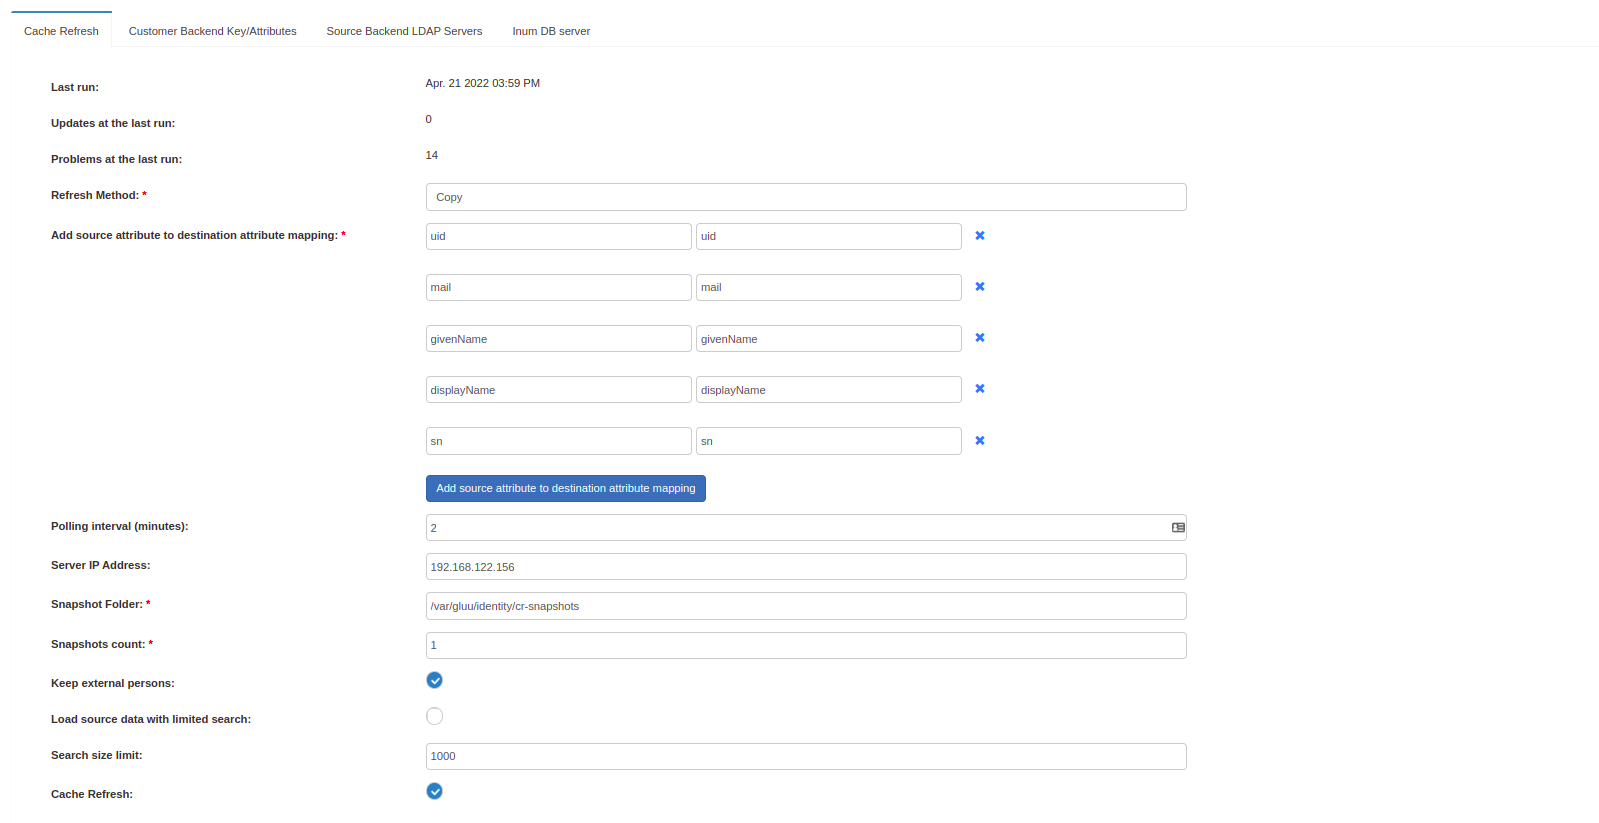 Cache Refresh Customer Backend Key/Attributes Source Backend LDAP Servers Inum DB server
Last run: Apr. 21 2022 03:59 PM
Updates at the last run: 0
Problems at the last run: 14
Refresh Method: * Copy
Add source attribute to destination attribute mapping: * uid uid
mail mail
givenName givenName
displayName displayName
sn sn
Add source attribute to destination attribute mapping
Polling interval (minutes): 2
Server IP Address: 192.168.122.156
Snapshot Folder: * /var/gluu/identity/cr-snapshots
Snapshots count: * 1
Keep external persons:
Load source data with limited search:
Search size limit: 1000
Cache Refresh: